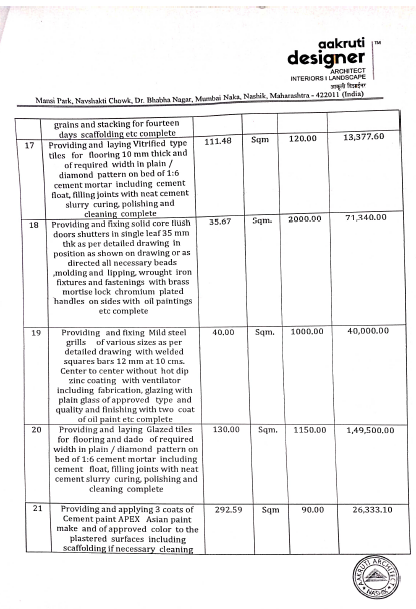 aakruti
designer TM
ARCHITECT
INTERIORS I LANDSCAPE
आकृती डिझाईनर
Mansi Park, Navshakti Chowk, Dr. Bhabha Nagar, Mumbai Naka, Nashik, Maharashtra - 422011 (India)
grains and stacking for fourteen
days scaffolding etc complete
17 Providing and laying Vitrified type 111.48 Sqm 120.00 13,377.60
tiles for flooring 10 mm thick and
of required width in plain /
diamond pattern on bed of 1:6
cement mortar including cement
float, filling joints with neat cement
slurry curing, polishing and
cleaning complete
18 Providing and fixing solid core flush 35.67 Sqm. 2000.00 71,340.00
doors shutters in single leaf 35 mm
thk as per detailed drawing in
position as shown on drawing or as
directed all necessary beads
,molding and lipping, wrought iron
fixtures and fastenings with brass
mortise lock chromium plated
handles on sides with oil paintings
etc complete
19 Providing and fixing Mild steel 40.00 Sqm. 1000.00 40,000.00
grills of various sizes as per
detailed drawing with welded
squares bars 12 mm at 10 cms.
Center to center without hot dip
zinc coating with ventilator
including fabrication, glazing with
plain glass of approved type and
quality and finishing with two coat
of oil paint etc complete
20 Providing and laying Glazed tiles 130.00 Sqm. 1150.00 1,49,500.00
for flooring and dado of required
width in plain / diamond pattern on
bed of 1:6 cement mortar including
cement float, filling joints with neat
cement slurry curing, polishing and
cleaning complete
21 Providing and applying 3 coats of 292.59 Sqm 90.00 26,333.10
Cement paint APEX Asian paint
make and of approved color to the
plastered surfaces including
scaffolding if necessary cleaning
AAKRUTI ARCHITECT
NASIK